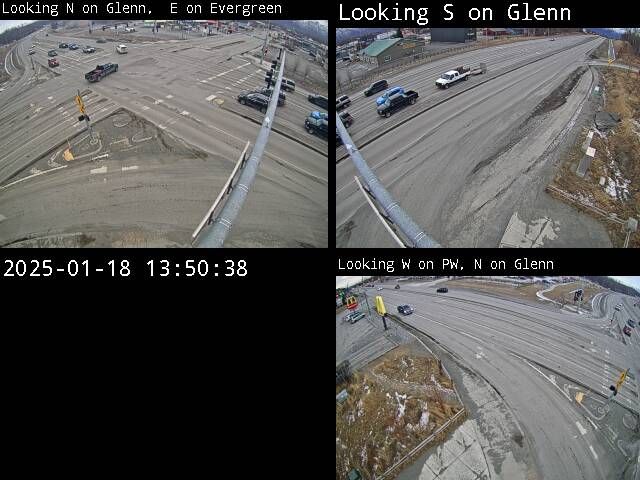 Looking N on Glenn,  E on Evergreen
Looking S on Glenn
2025-01-18 13:50:38
Looking W on PW, N on Glenn